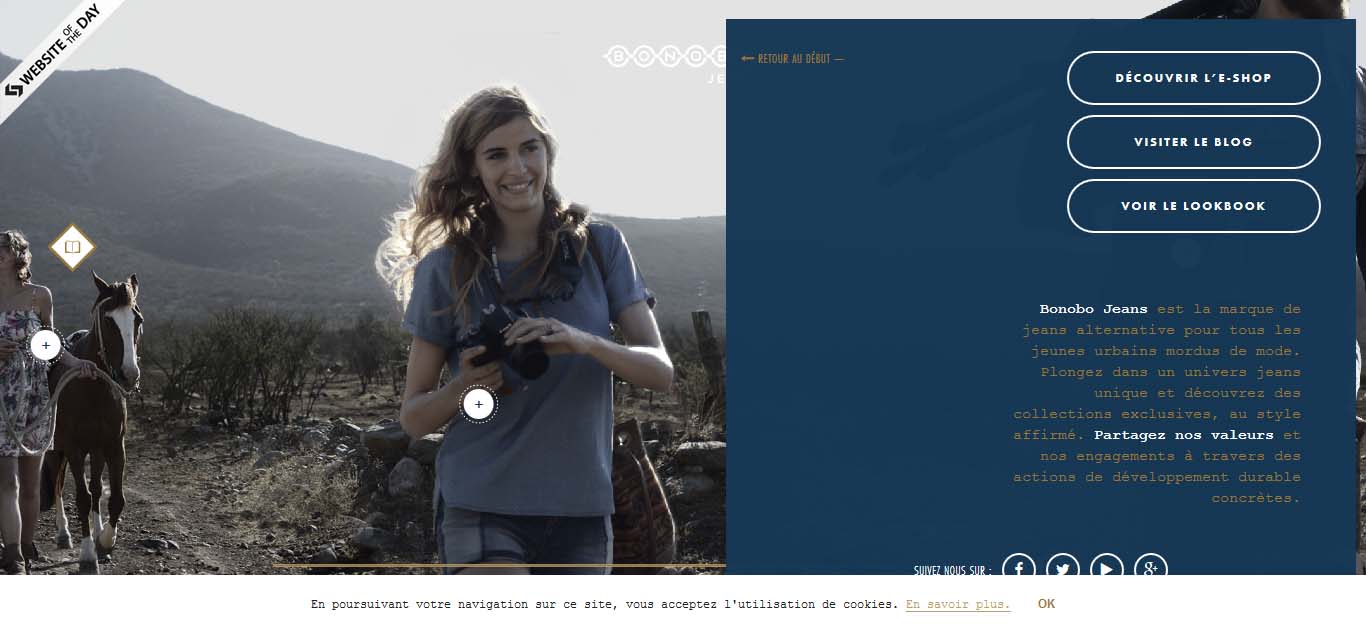 WEBSITE OF THE DAY
BONOB
JE
RETOUR AU DÉBUT —
DÉCOUVRIR L'E-SHOP
VISITER LE BLOG
VOIR LE LOOKBOOK
Bonobo Jeans est la marque de
jeans alternative pour tous les
jeunes urbains mordus de mode.
Plongez dans un univers jeans
unique et découvrez des
collections exclusives, au style
affirmé. Partagez nos valeurs et
nos engagements à travers des
actions de développement durable
concrètes.
SUIVEZ NOUS SUR :
En poursuivant votre navigation sur ce site, vous acceptez l'utilisation de cookies. En savoir plus. OK